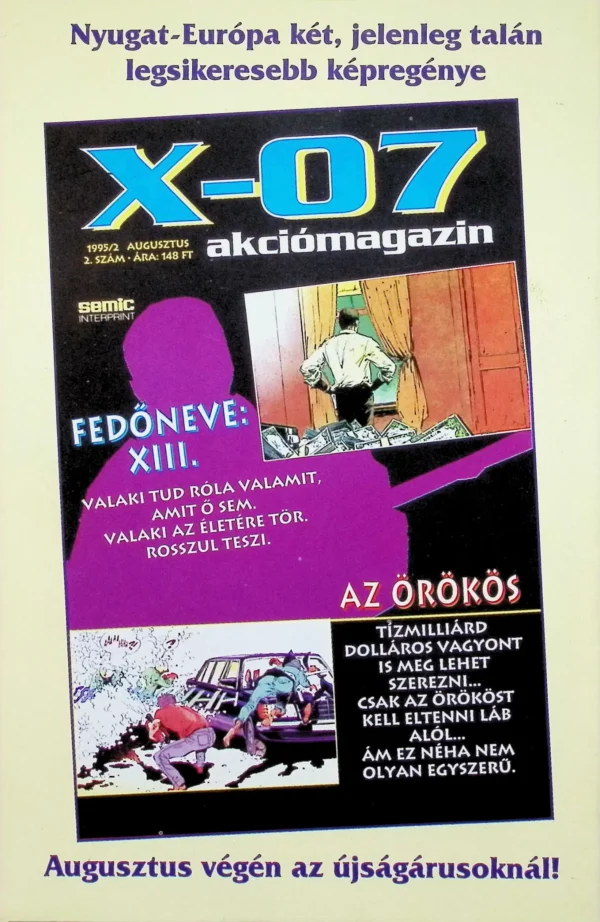 Nyugat-Európa két, jelenleg talán
legsikeresebb képregénye
X-07
1995/2 AUGUSZTUS
2. SZÁM · ÁRA: 148 FT
akciómagazin
semic
INTERPRINT
FEDŐNEVE:
XIII.
VALAKI TUD RÓLA VALAMIT,
AMIT Ő SEM.
VALAKI AZ ÉLETÉRE TÖR.
ROSSZUL TESZI.
AZ ÖRÖKÖS
TÍZMILLIÁRD
DOLLÁROS VAGYONT
IS MEG LEHET
SZEREZNI...
CSAK AZ ÖRÖKÖST
KELL ELTENNI LÁB
ALÓL...
ÁM EZ NÉHA NEM
OLYAN EGYSZERŰ.
Augusztus végén az újságárusoknál!